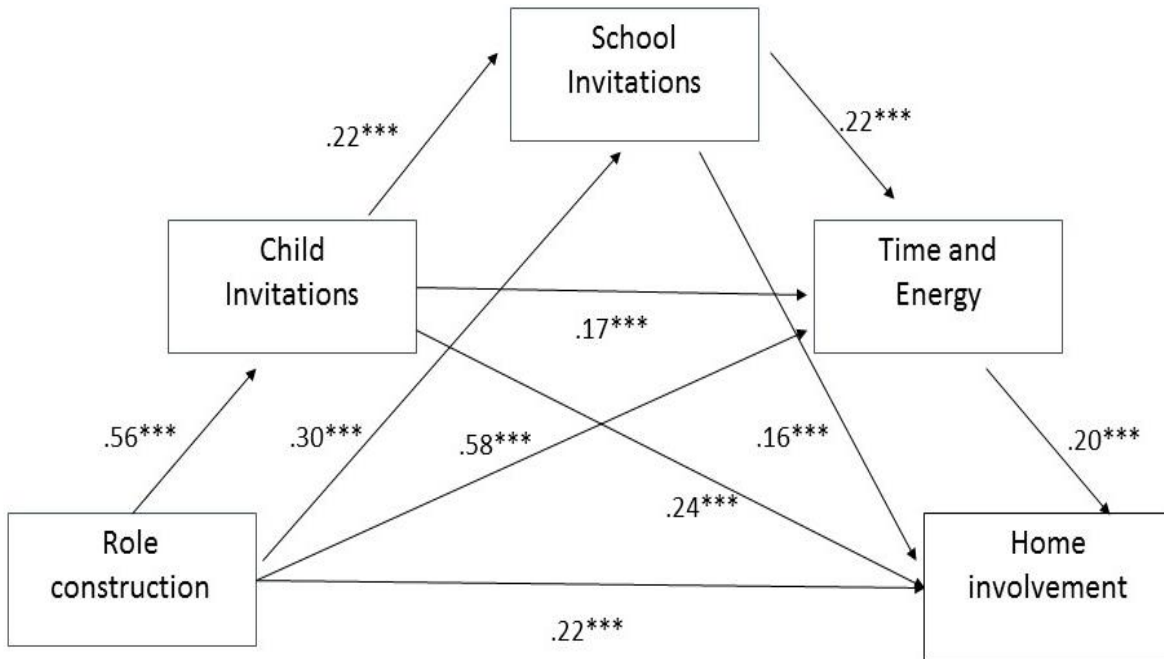 School
Invitations
.22***
.22***
Child
Invitations
Time and
Energy
.17***
.56***
.30***
.58***
.16***
.20***
.24***
Role
construction
Home
involvement
.22***